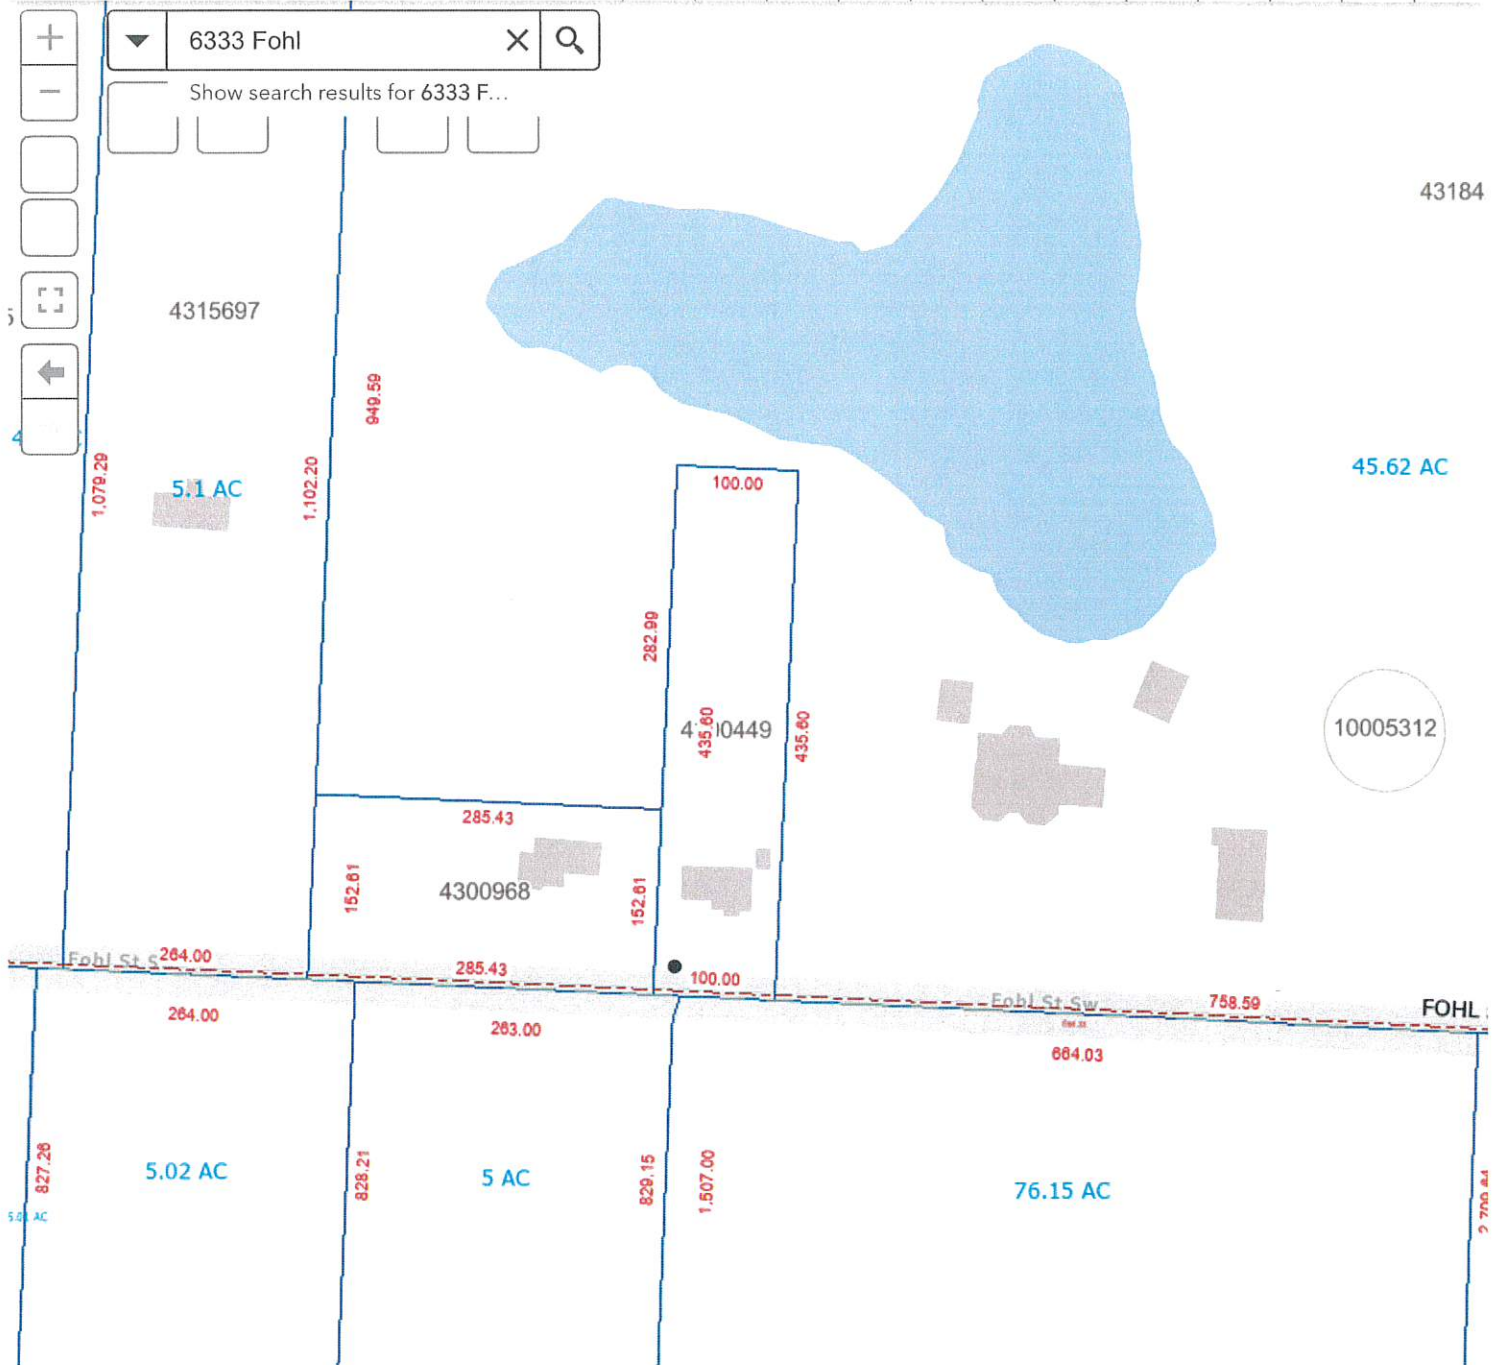 6333 Fohl
Show search results for 6333 F...
43184
4315697
949.59
1,079.29
1,102.20
5.1 AC
45.62 AC
100.00
282.99
435.60
435.60
10005312
285.43
152.61
4300968
152.61
Fohl St S
264.00
285.43
100.00
Fohl St Sw
758.59
FOHL
264.00
263.00
664.03
827.26
828.21
829.15
1,507.00
5.02 AC
5 AC
76.15 AC